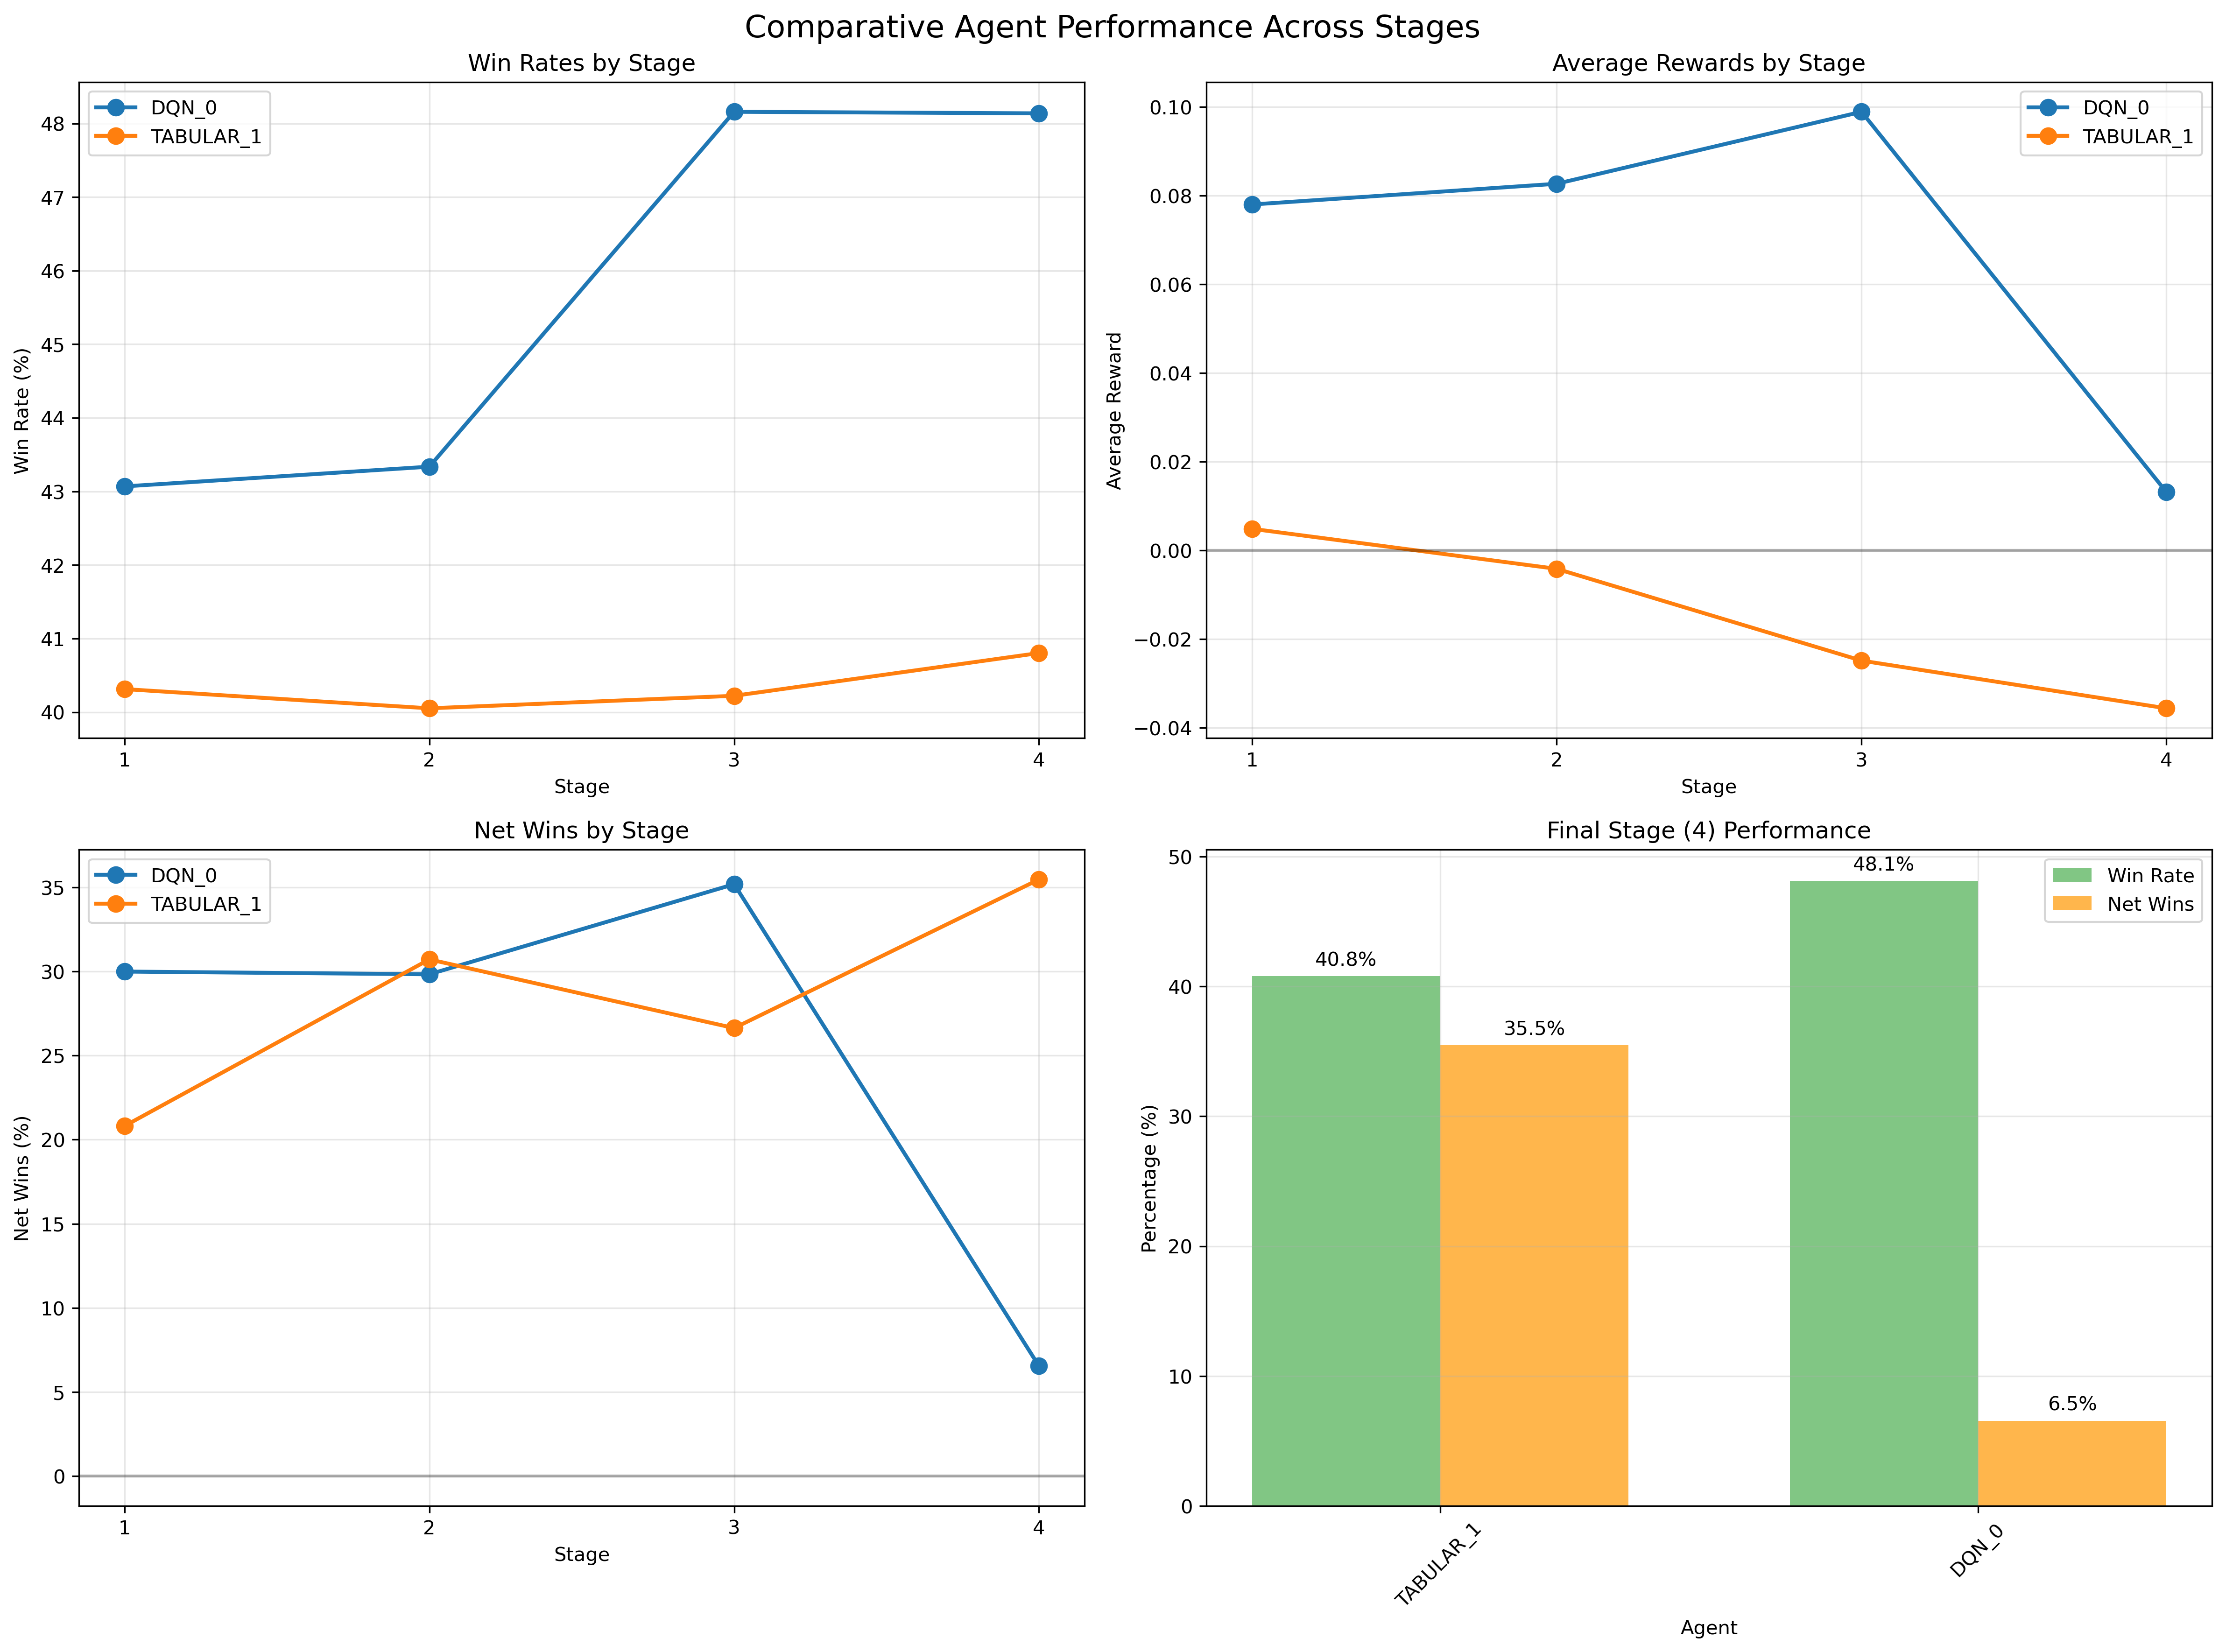 Comparative Agent Performance Across Stages
Win Rates by Stage
DQN_0
TABULAR_1
Win Rate (%)
48
47
46
45
44
43
42
41
40
1 2 3 4
Stage
Average Rewards by Stage
DQN_0
TABULAR_1
Average Reward
0.10
0.08
0.06
0.04
0.02
0.00
−0.02
−0.04
1 2 3 4
Stage
Net Wins by Stage
DQN_0
TABULAR_1
Net Wins (%)
35
30
25
20
15
10
5
0
1 2 3 4
Stage
Final Stage (4) Performance
Win Rate
Net Wins
Percentage (%)
50
40
30
20
10
0
40.8%
35.5%
48.1%
6.5%
TABULAR_1
DQN_0
Agent